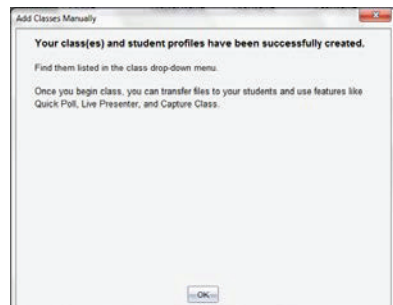 Add Classes Manually
Your class(es) and student profiles have been successfully created.
Find them listed in the class drop-down menu.
Once you begin class, you can transfer files to your students and use features like
Quick Poll, Live Presenter, and Capture Class.
OK